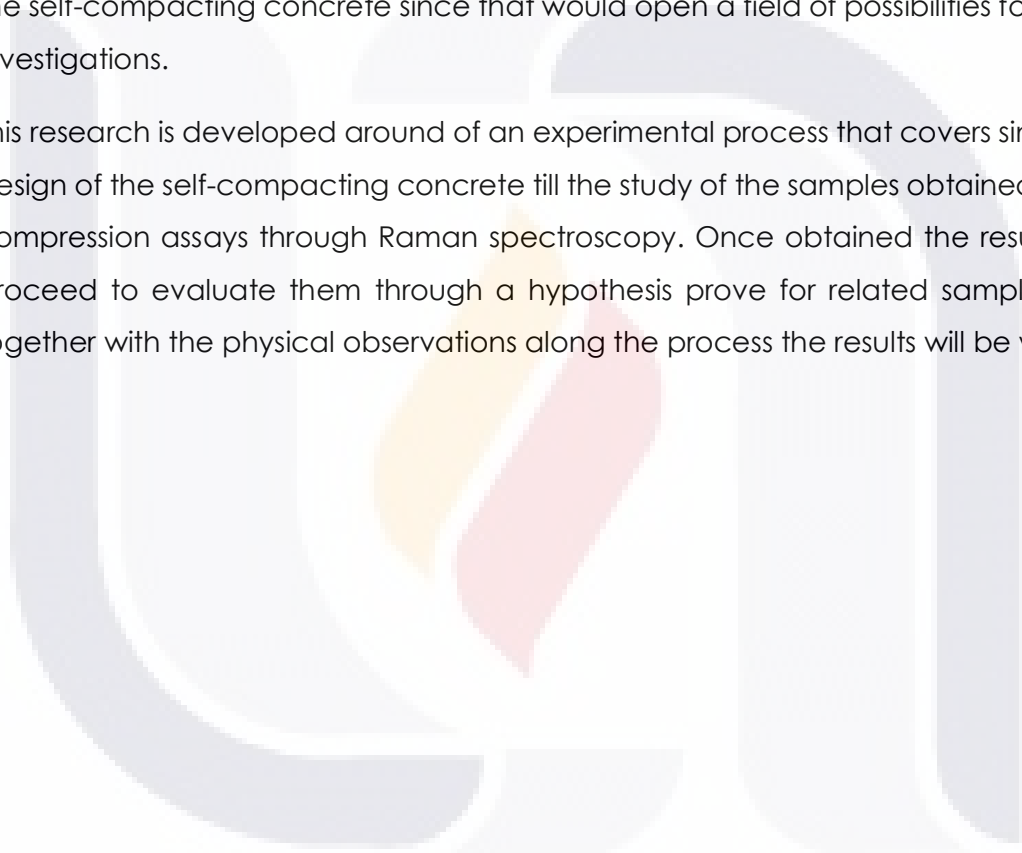 he self-compacting concrete since that would open a field of possibilities fo
vestigations.
his research is developed around of an experimental process that covers sin
esign of the self-compacting concrete till the study of the samples obtained
ompression assays through Raman spectroscopy. Once obtained the resu
roceed to evaluate them through a hypothesis prove for related sampl
ogether with the physical observations along the process the results will be v